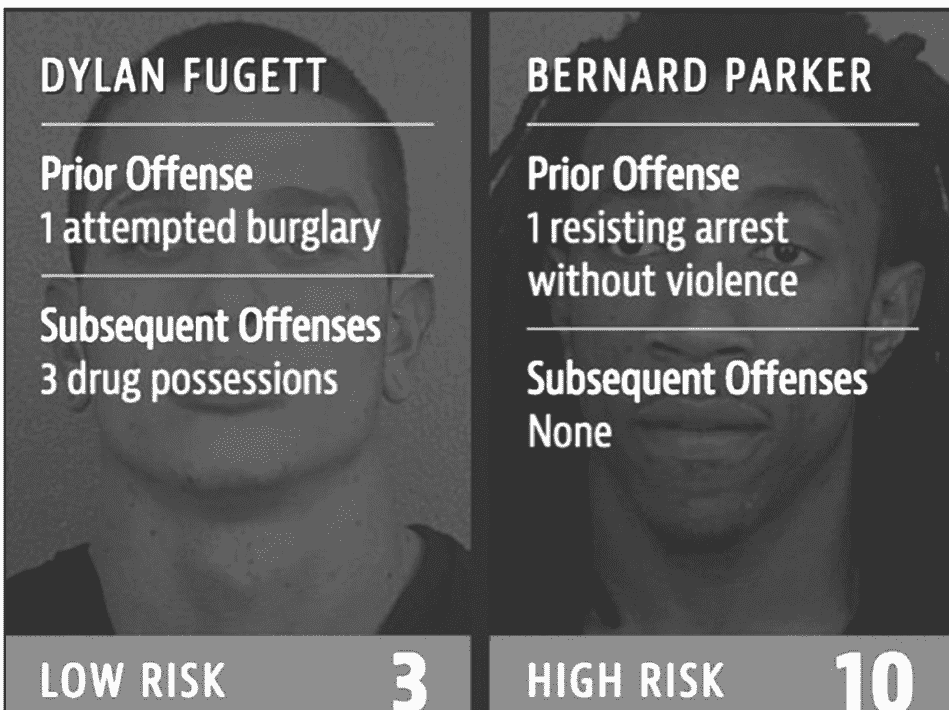 DYLAN FUGETT
Prior Offense
1 attempted burglary
Subsequent Offenses
3 drug possessions
LOW RISK 3
BERNARD PARKER
Prior Offense
1 resisting arrest
without violence
Subsequent Offenses
None
HIGH RISK 10